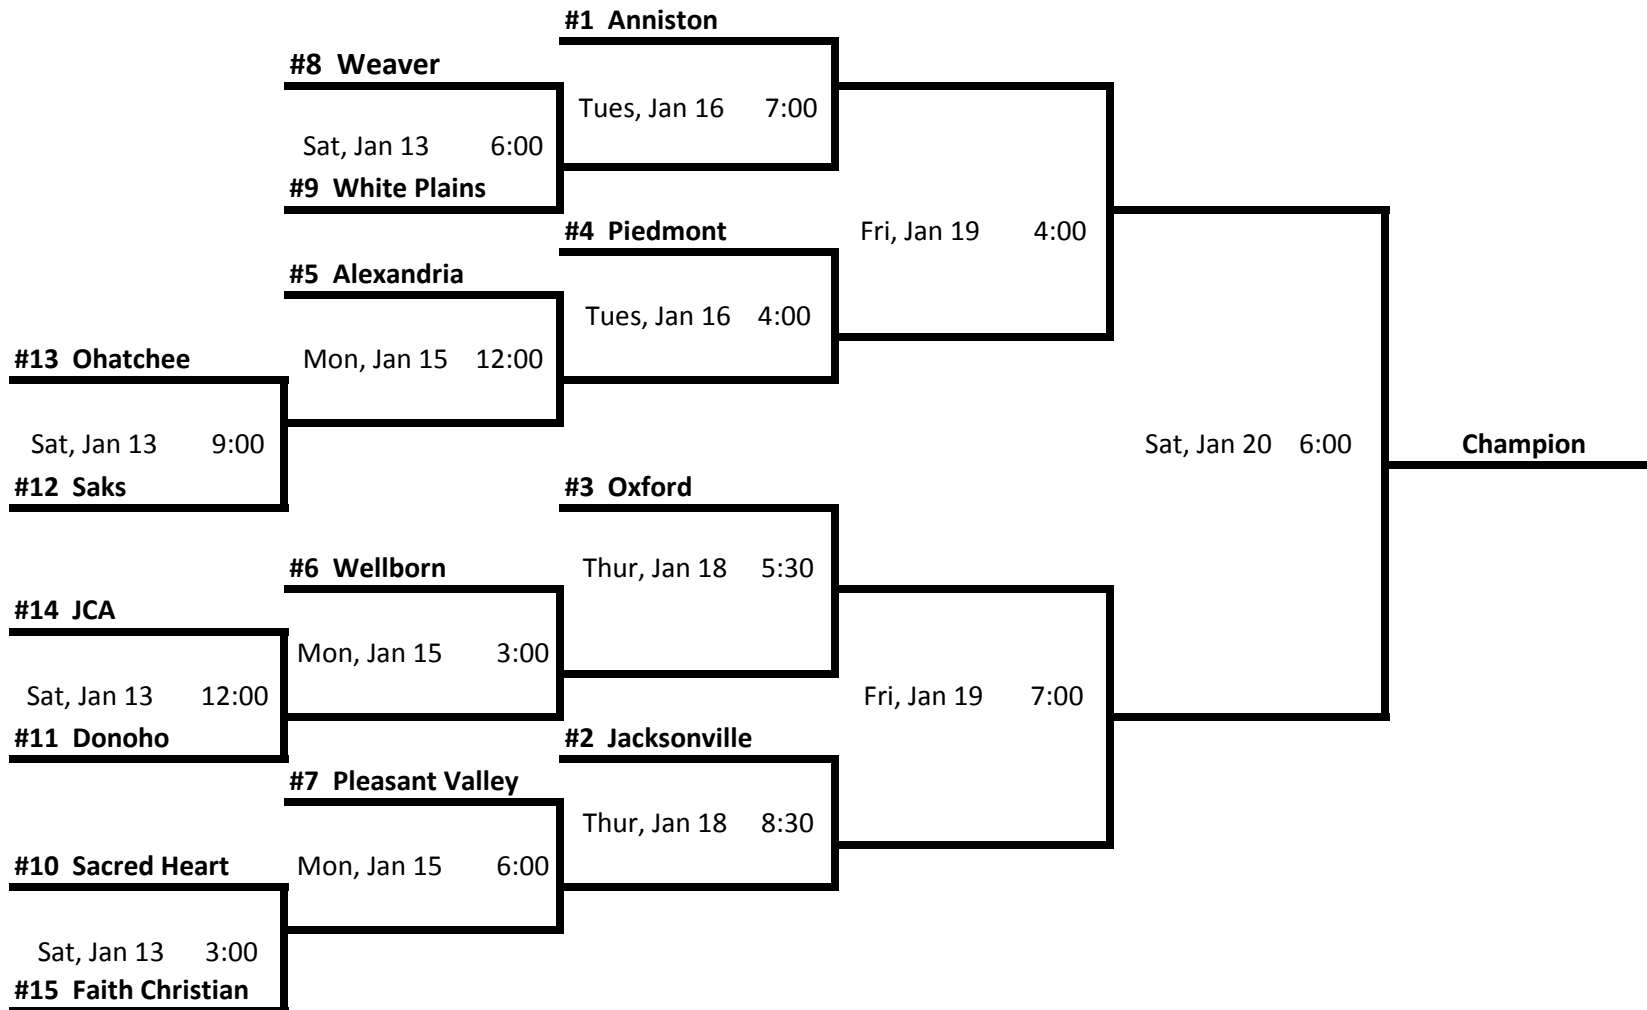 #1 Anniston
#8 Weaver
Tues, Jan 16 7:00
Sat, Jan 13 6:00
#9 White Plains
#4 Piedmont
Fri, Jan 19 4:00
#5 Alexandria
Tues, Jan 16 4:00
#13 Ohatchee
Mon, Jan 15 12:00
Sat, Jan 13 9:00
Sat, Jan 20 6:00
Champion
#12 Saks
#3 Oxford
#6 Wellborn
Thur, Jan 18 5:30
#14 JCA
Mon, Jan 15 3:00
Sat, Jan 13 12:00
Fri, Jan 19 7:00
#11 Donoho
#2 Jacksonville
#7 Pleasant Valley
Thur, Jan 18 8:30
#10 Sacred Heart
Mon, Jan 15 6:00
Sat, Jan 13 3:00
#15 Faith Christian